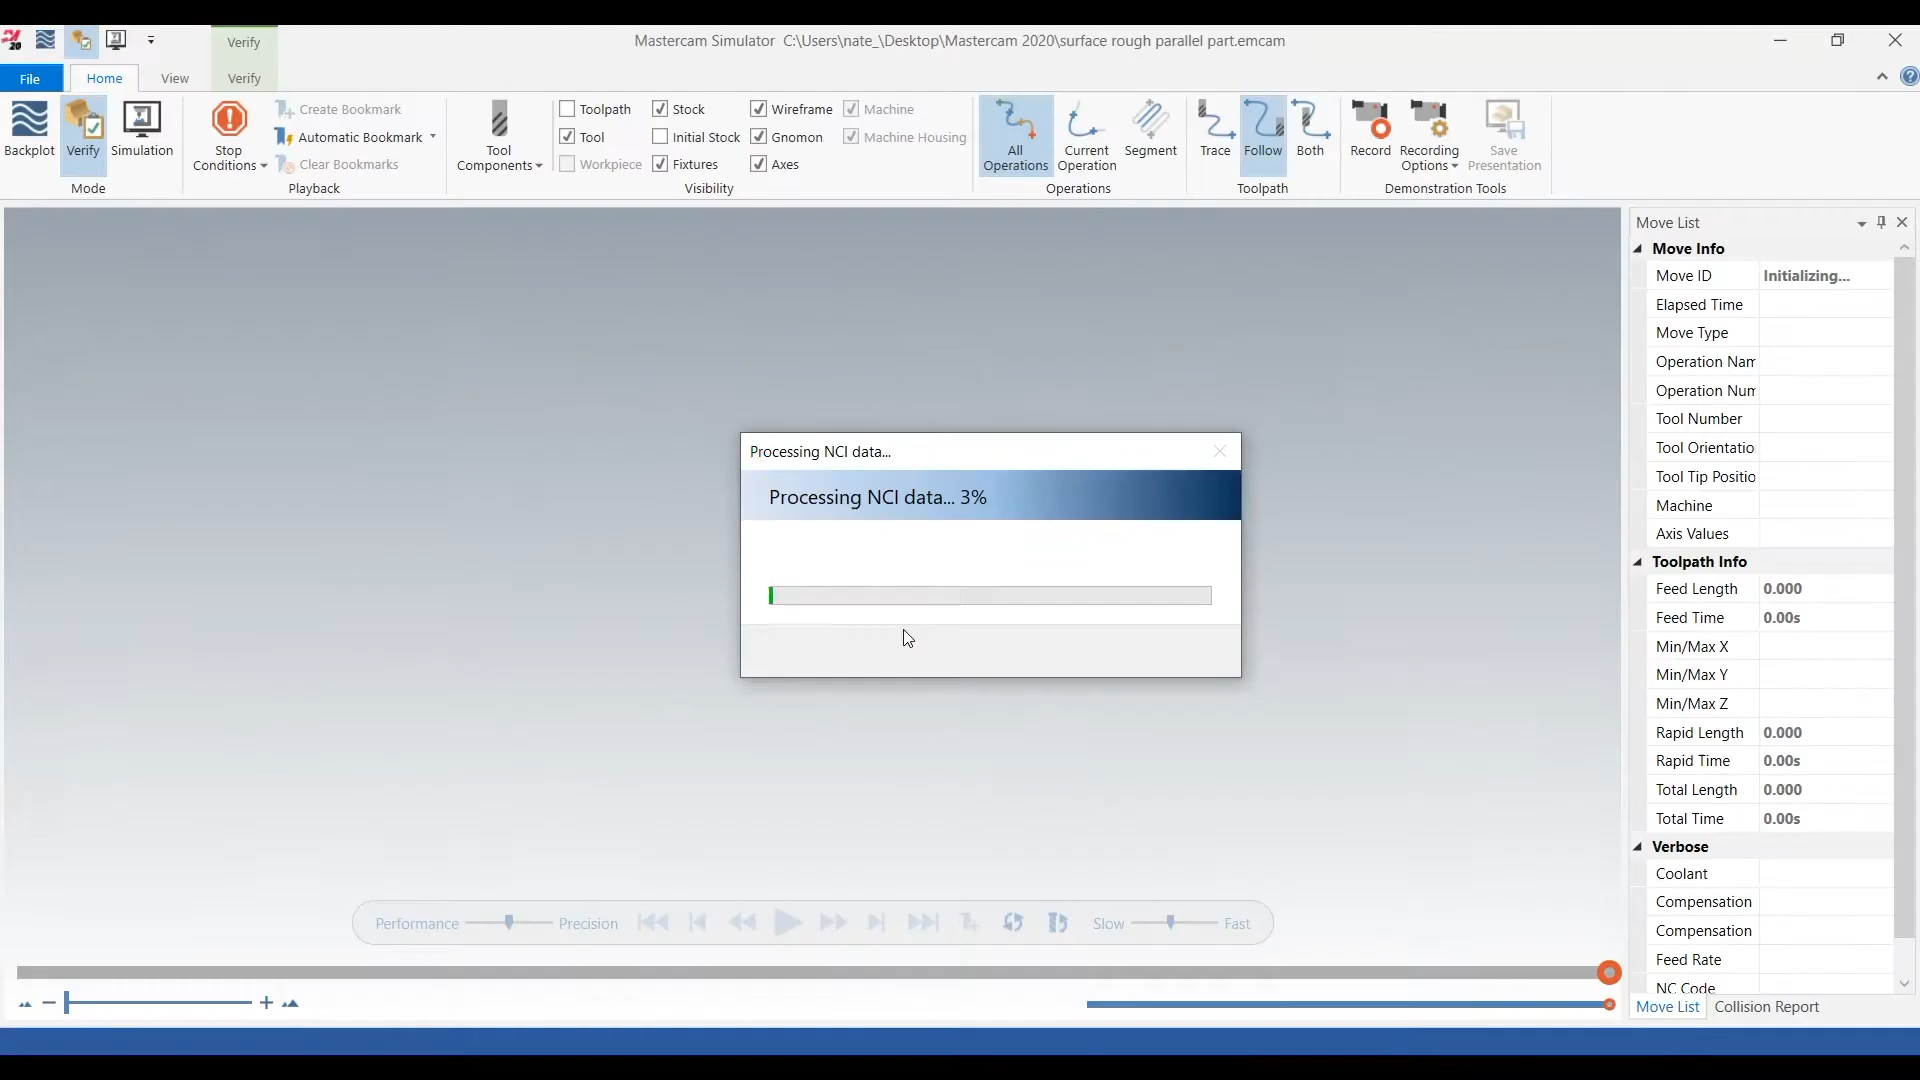 Verify
Mastercam Simulator C:\Users\nate_\Desktop\Mastercam 2020\surface rough parallel part.emcam
File
Home
View
Verify
Backplot
Verify
Simulation
Mode
Stop
Conditions
Create Bookmark
Automatic Bookmark
Clear Bookmarks
Playback
Tool
Components
Toolpath
Stock
Wireframe
Machine
Tool
Initial Stock
Gnomon
Machine Housing
Workpiece
Fixtures
Axes
Visibility
All
Operations
Current
Operation
Segment
Operations
Trace
Follow
Both
Toolpath
Record
Recording
Options
Save
Presentation
Demonstration Tools
Processing NCI data...
Processing NCI data... 3%
Performance
Precision
Slow
Fast
Move List
Move Info
Move ID Initializing...
Elapsed Time
Move Type
Operation Nam
Operation Num
Tool Number
Tool Orientatio
Tool Tip Positio
Machine
Axis Values
Toolpath Info
Feed Length 0.000
Feed Time 0.00s
Min/Max X
Min/Max Y
Min/Max Z
Rapid Length 0.000
Rapid Time 0.00s
Total Length 0.000
Total Time 0.00s
Verbose
Coolant
Compensation
Compensation
Feed Rate
NC Code
Move List
Collision Report